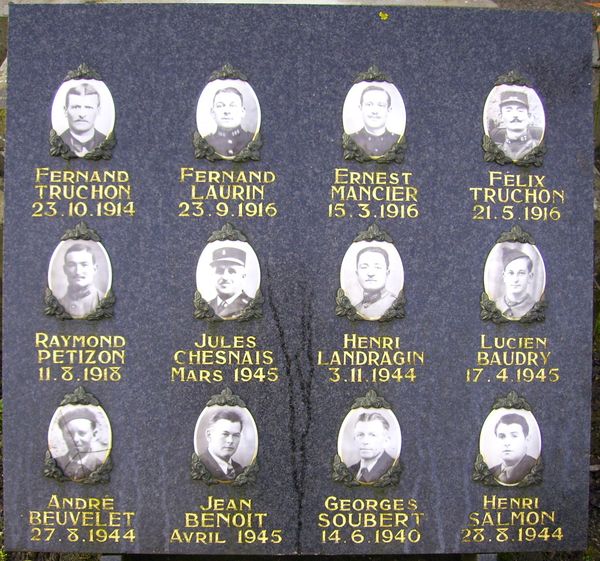 FERNAND TRUCHON
23.10.1914
FERNAND LAURIN
23.9.1916
ERNEST MANCIER
15.3.1916
FÉLIX TRUCHON
21.5.1916
RAYMOND PETIZON
11.8.1918
JULES CHESNAIS
MARS 1945
HENRI LANDRAGIN
3.11.1944
LUCIEN BAUDRY
17.4.1945
ANDRÉ BEUVELET
27.8.1944
JEAN BENOIT
AVRIL 1945
GEORGES SOUBERT
14.6.1940
HENRI SALMON
28.8.1944